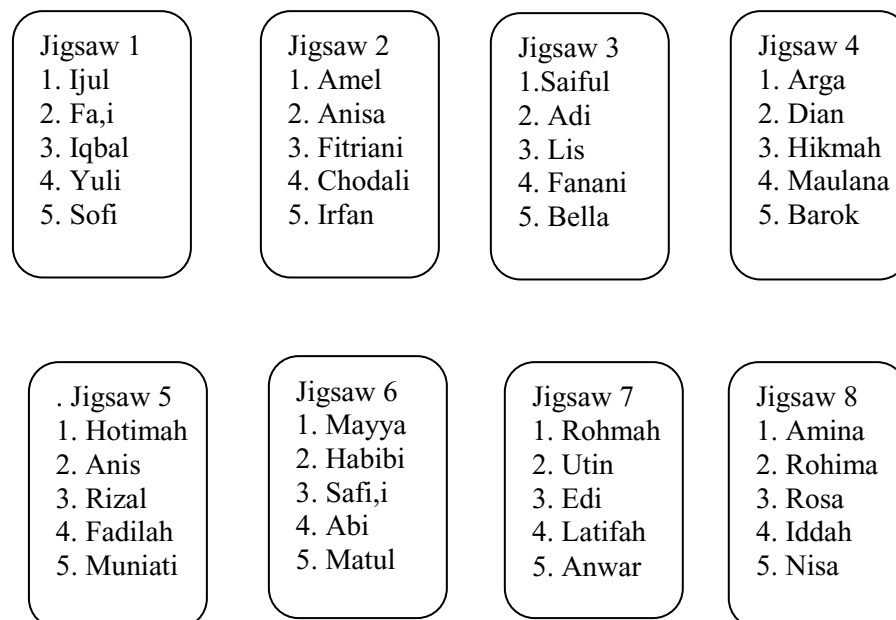 Jigsaw 1
1. Ijul
2. Fa,i
3. Iqbal
4. Yuli
5. Sofi
Jigsaw 2
1. Amel
2. Anisa
3. Fitriani
4. Chodali
5. Irfan
Jigsaw 3
1.Saiful
2. Adi
3. Lis
4. Fanani
5. Bella
Jigsaw 4
1. Arga
2. Dian
3. Hikmah
4. Maulana
5. Barok
. Jigsaw 5
1. Hotimah
2. Anis
3. Rizal
4. Fadilah
5. Muniati
Jigsaw 6
1. Mayya
2. Habibi
3. Safi,i
4. Abi
5. Matul
Jigsaw 7
1. Rohmah
2. Utin
3. Edi
4. Latifah
5. Anwar
Jigsaw 8
1. Amina
2. Rohima
3. Rosa
4. Iddah
5. Nisa